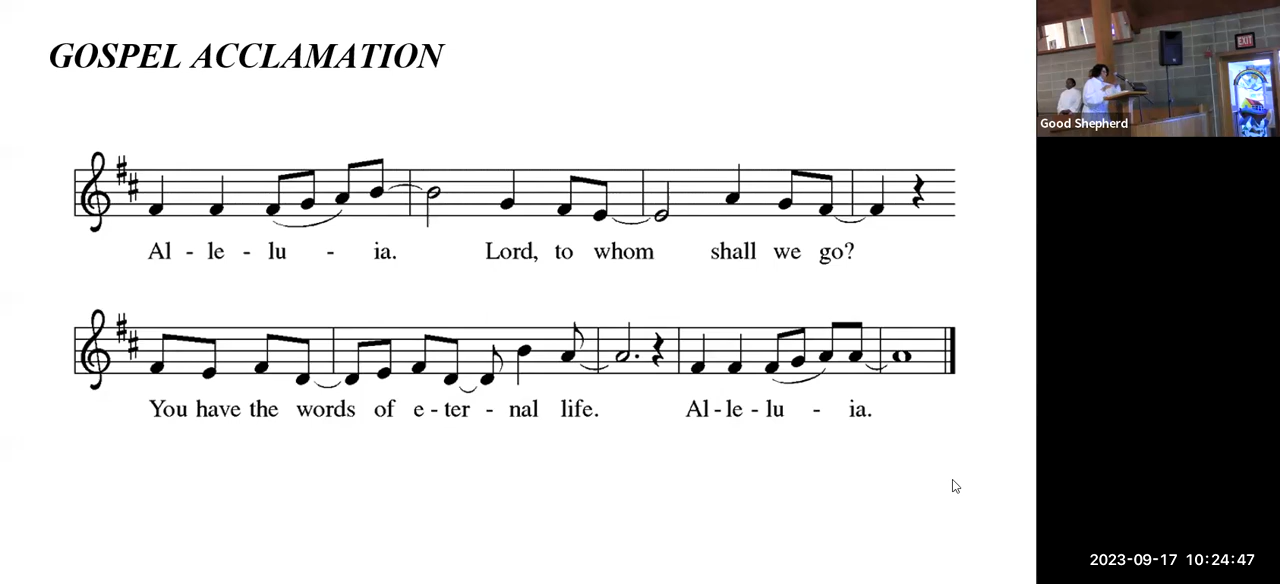 GOSPEL ACCLAMATION
Al - le - lu - ia. Lord, to whom shall we go?
You have the words of e - ter - nal life. Al - le - lu - ia.
EXIT
Good Shepherd
2023-09-17 10:24:47